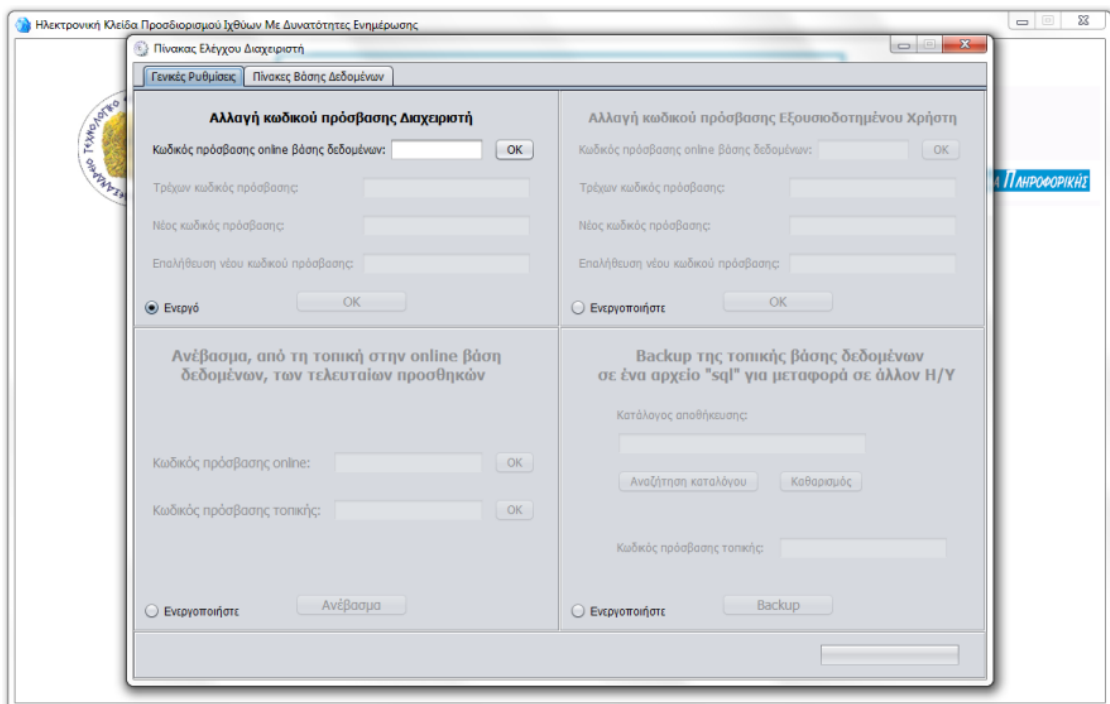 Ηλεκτρονική Κλείδα Προσδιορισμού Ιχθύων Με Δυνατότητες Ενημέρωσης
Πίνακας Ελέγχου Διαχειριστή
Γενικές Ρυθμίσεις
Πίνακες Βάσης Δεδομένων
Αλλαγή κωδικού πρόσβασης Διαχειριστή
Κωδικός πρόσβασης online βάσης δεδομένων:
OK
Τρέχων κωδικός πρόσβασης:
Νέος κωδικός πρόσβασης:
Επαλήθευση νέου κωδικού πρόσβασης:
Ενεργό
OK
Αλλαγή κωδικού πρόσβασης Εξουσιοδοτημένου Χρήστη
Κωδικός πρόσβασης online βάσης δεδομένων:
OK
Τρέχων κωδικός πρόσβασης:
Νέος κωδικός πρόσβασης:
Επαλήθευση νέου κωδικού πρόσβασης:
Ενεργοποιήστε
OK
Ανέβασμα, από τη τοπική στην online βάση
δεδομένων, των τελευταίων προσθηκών
Κωδικός πρόσβασης online:
OK
Κωδικός πρόσβασης τοπικής:
OK
Ενεργοποιήστε
Ανέβασμα
Backup της τοπικής βάσης δεδομένων
σε ένα αρχείο "sql" για μεταφορά σε άλλον Η/Υ
Κατάλογος αποθήκευσης:
Αναζήτηση καταλόγου
Καθαρισμός
Κωδικός πρόσβασης τοπικής:
Ενεργοποιήστε
Backup
ΠΛΗΡΟΦΟΡΙΚΗΣ